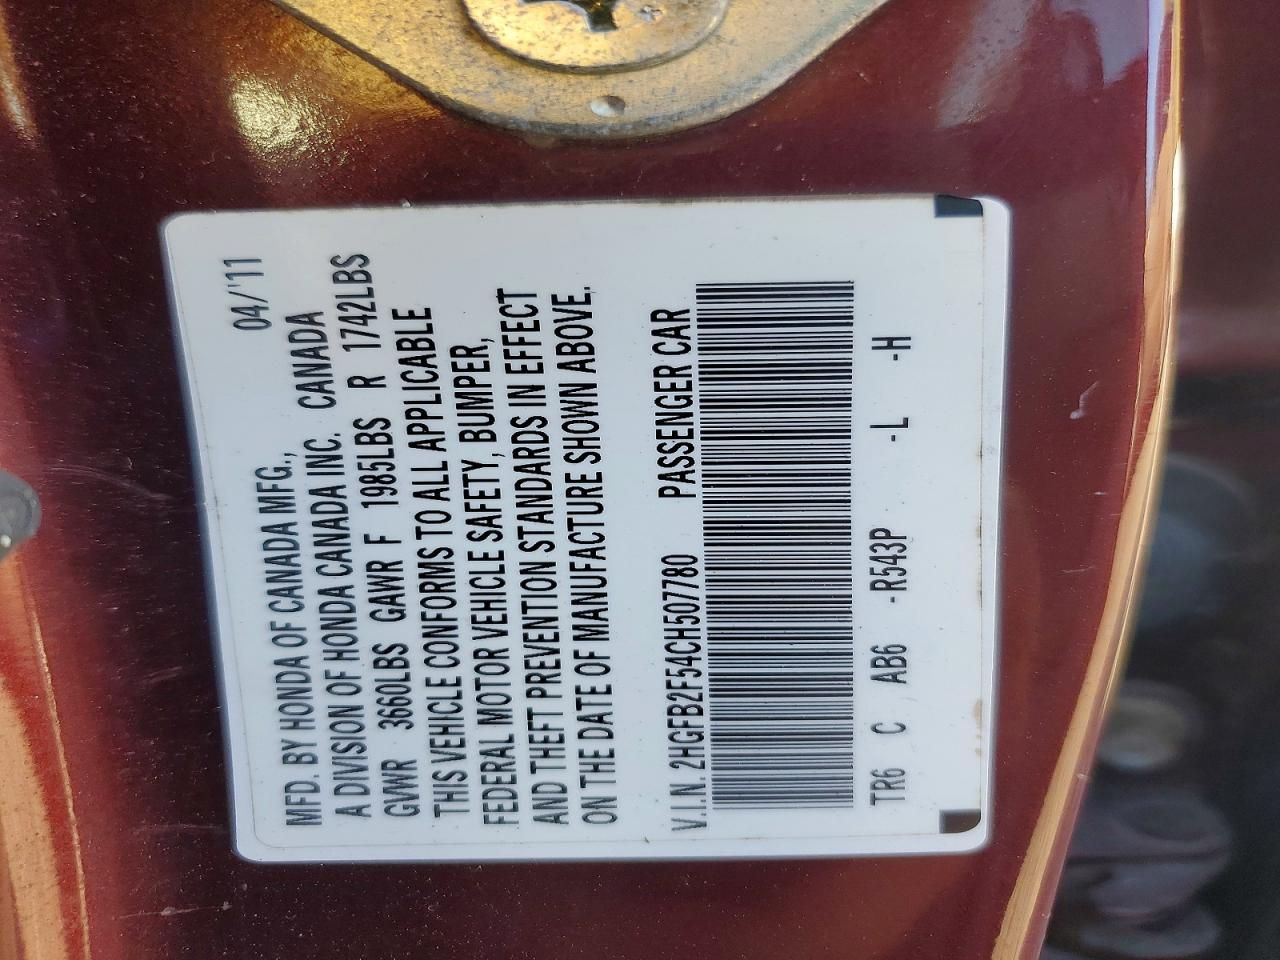 04/'11
MFD. BY HONDA OF CANADA MFG.,
A DIVISION OF HONDA CANADA INC. CANADA
GVWR 3660LBS GAWR F 1985LBS R 1742LBS
THIS VEHICLE CONFORMS TO ALL APPLICABLE
FEDERAL MOTOR VEHICLE SAFETY, BUMPER,
AND THEFT PREVENTION STANDARDS IN EFFECT
ON THE DATE OF MANUFACTURE SHOWN ABOVE.
V.I.N. 2HGFB2F54CH507780 PASSENGER CAR
TR6 C AB6 -R543P -L -H